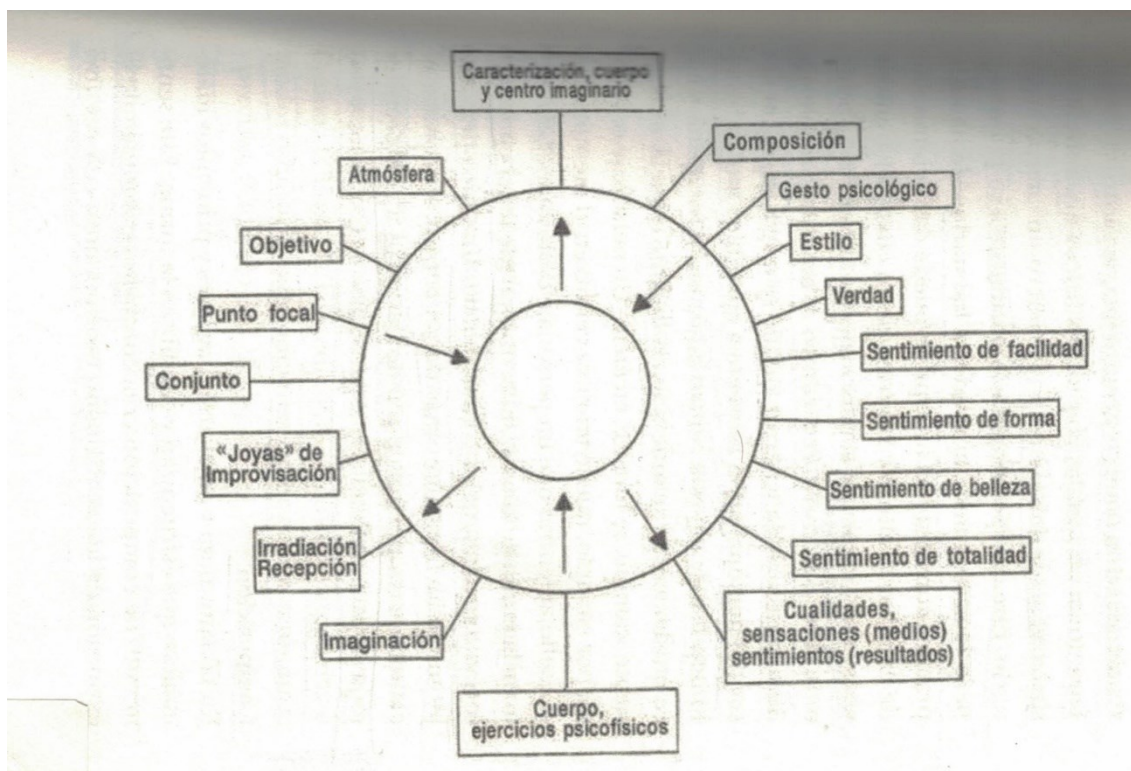 Caracterización, cuerpo
y centro imaginario
Composición
Gesto psicológico
Estilo
Verdad
Sentimiento de facilidad
Sentimiento de forma
Sentimiento de belleza
Sentimiento de totalidad
Cualidades,
sensaciones (medios)
sentimientos (resultados)
Cuerpo,
ejercicios psicofísicos
Imaginación
Irradiación
Recepción
«Joyas» de
Improvisación
Conjunto
Punto focal
Objetivo
Atmósfera